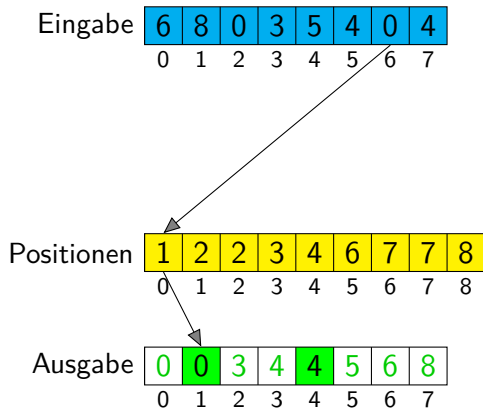 Eingabe 6 8 0 3 5 4 0 4
0 1 2 3 4 5 6 7
Positionen 1 2 2 3 4 6 7 7 8
0 1 2 3 4 5 6 7 8
Ausgabe 0 0 3 4 4 5 6 8
0 1 2 3 4 5 6 7